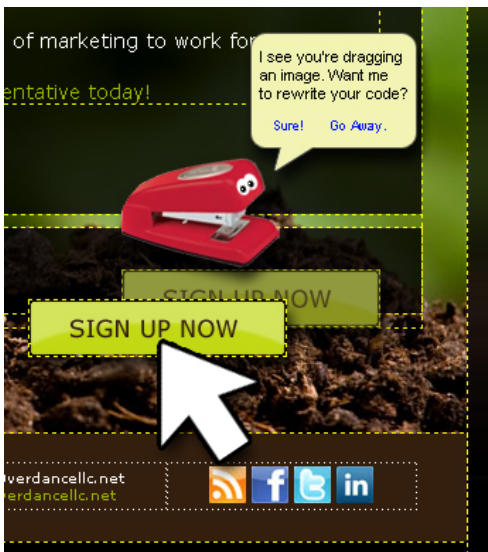 of marketing to work for
I see you're dragging
an image. Want me
to rewrite your code?
Sure! Go Away.
entative today!
SIGN UP NOW
SIGN UP NOW
verdancellc.net
verdancellc.net
f
in